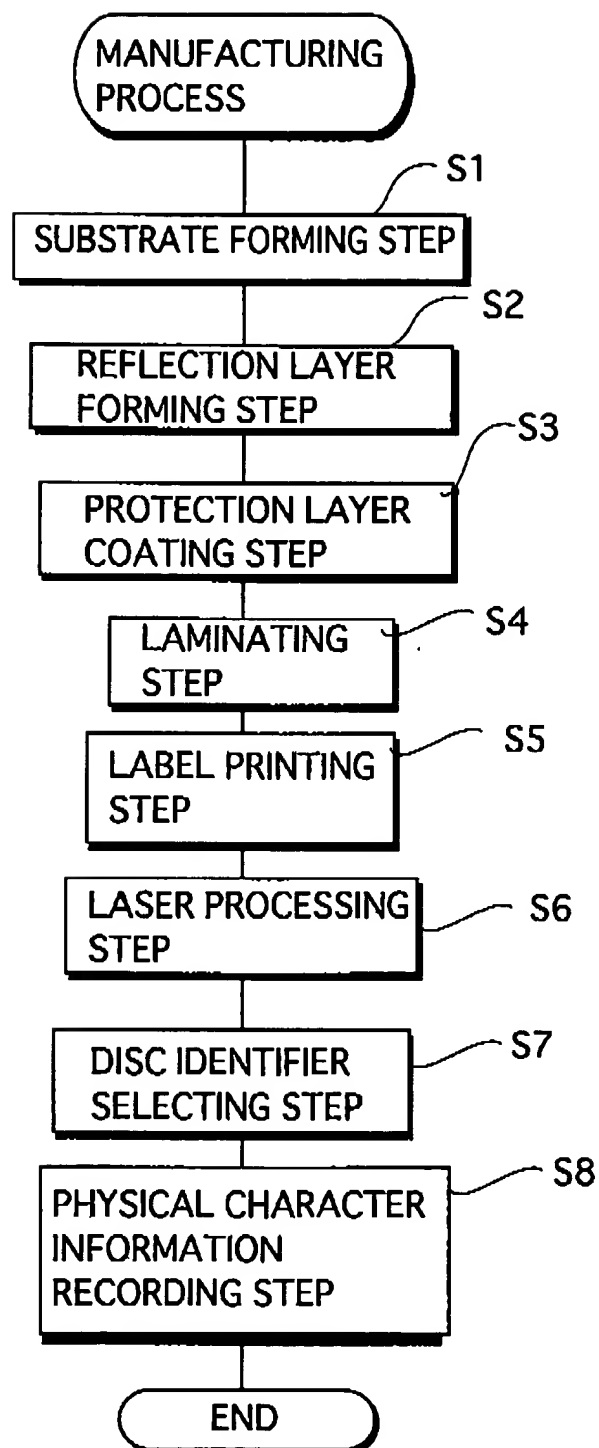 MANUFACTURING
PROCESS
S1
SUBSTRATE FORMING STEP
S2
REFLECTION LAYER
FORMING STEP
S3
PROTECTION LAYER
COATING STEP
S4
LAMINATING
STEP
S5
LABEL PRINTING
STEP
LASER PROCESSING
STEP
S6
S7
DISC IDENTIFIER
SELECTING STEP
S8
PHYSICAL CHARACTER
INFORMATION
RECORDING STEP
END